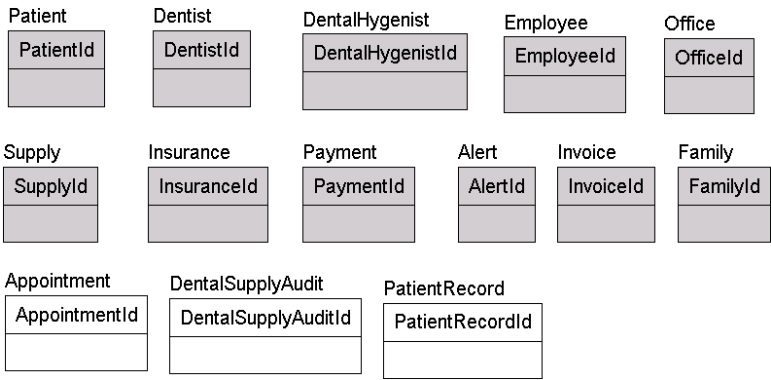 Patient Dentist DentalHygenist Employee Office
PatientId DentistId DentalHygenistId EmployeeId OfficeId
Supply Insurance Payment Alert Invoice Family
SupplyId InsuranceId PaymentId AlertId InvoiceId FamilyId
Appointment DentalSupplyAudit PatientRecord
AppointmentId DentalSupplyAuditId PatientRecordId